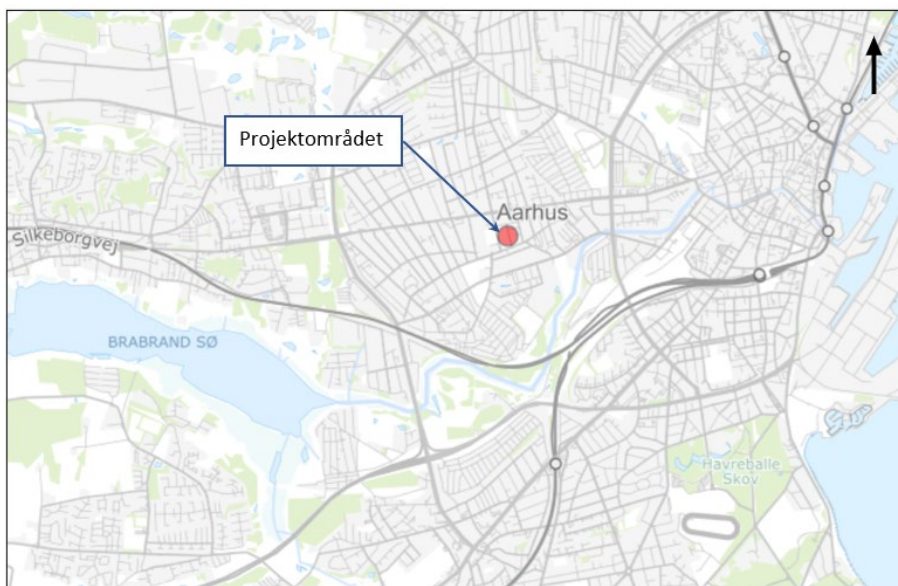 Projektområdet
Aarhus
Silkeborgvej
BRABRAND SØ
Havreballe
Skov